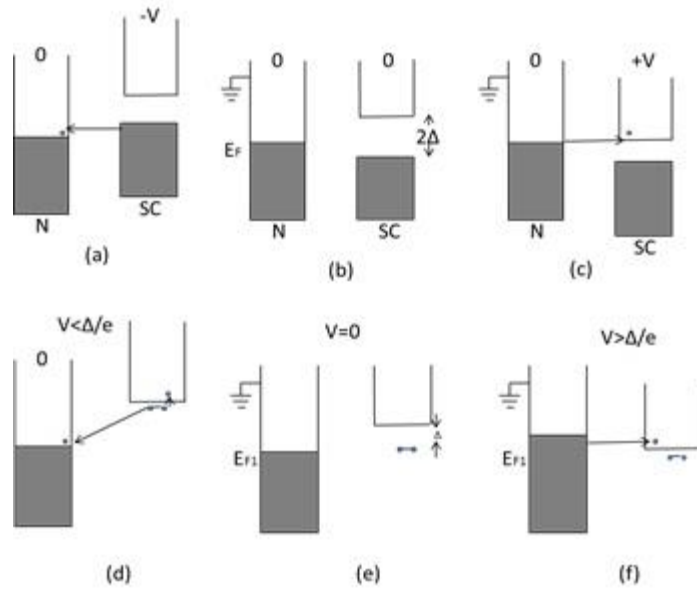 -V
0
N
SC
(a)
0
0
EF
2Δ
N
SC
(b)
0
+V
N
SC
(c)
V<Δ/e
0
(d)
V=0
EF1
Δ
(e)
V>Δ/e
EF1
(f)